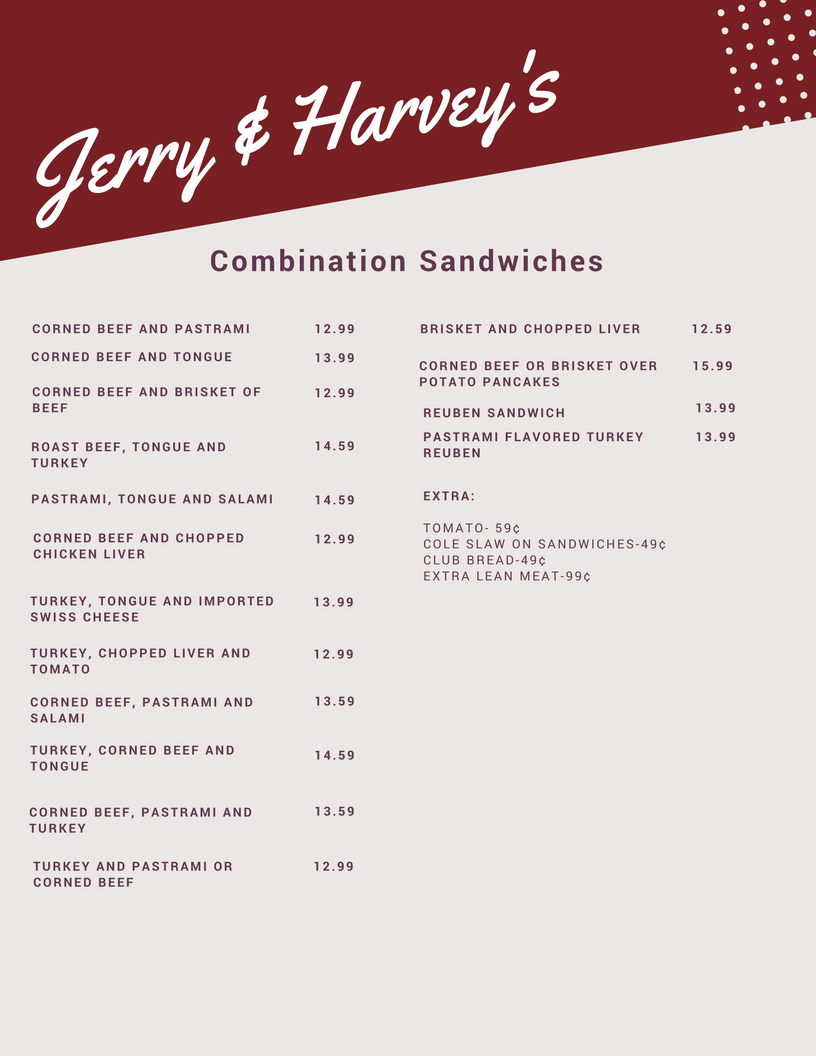 Jerry & Harvey's
Combination Sandwiches
CORNED BEEF AND PASTRAMI 12.99
CORNED BEEF AND TONGUE 13.99
CORNED BEEF AND BRISKET OF 12.99
BEEF
ROAST BEEF, TONGUE AND 14.59
TURKEY
PASTRAMI, TONGUE AND SALAMI 14.59
CORNED BEEF AND CHOPPED 12.99
CHICKEN LIVER
TURKEY, TONGUE AND IMPORTED 13.99
SWISS CHEESE
TURKEY, CHOPPED LIVER AND 12.99
TOMATO
CORNED BEEF, PASTRAMI AND 13.59
SALAMI
TURKEY, CORNED BEEF AND 14.59
TONGUE
CORNED BEEF, PASTRAMI AND 13.59
TURKEY
TURKEY AND PASTRAMI OR 12.99
CORNED BEEF
BRISKET AND CHOPPED LIVER 12.59
CORNED BEEF OR BRISKET OVER 15.99
POTATO PANCAKES
REUBEN SANDWICH 13.99
PASTRAMI FLAVORED TURKEY 13.99
REUBEN
EXTRA:
TOMATO- 59¢
COLE SLAW ON SANDWICHES-49¢
CLUB BREAD-49¢
EXTRA LEAN MEAT-99¢